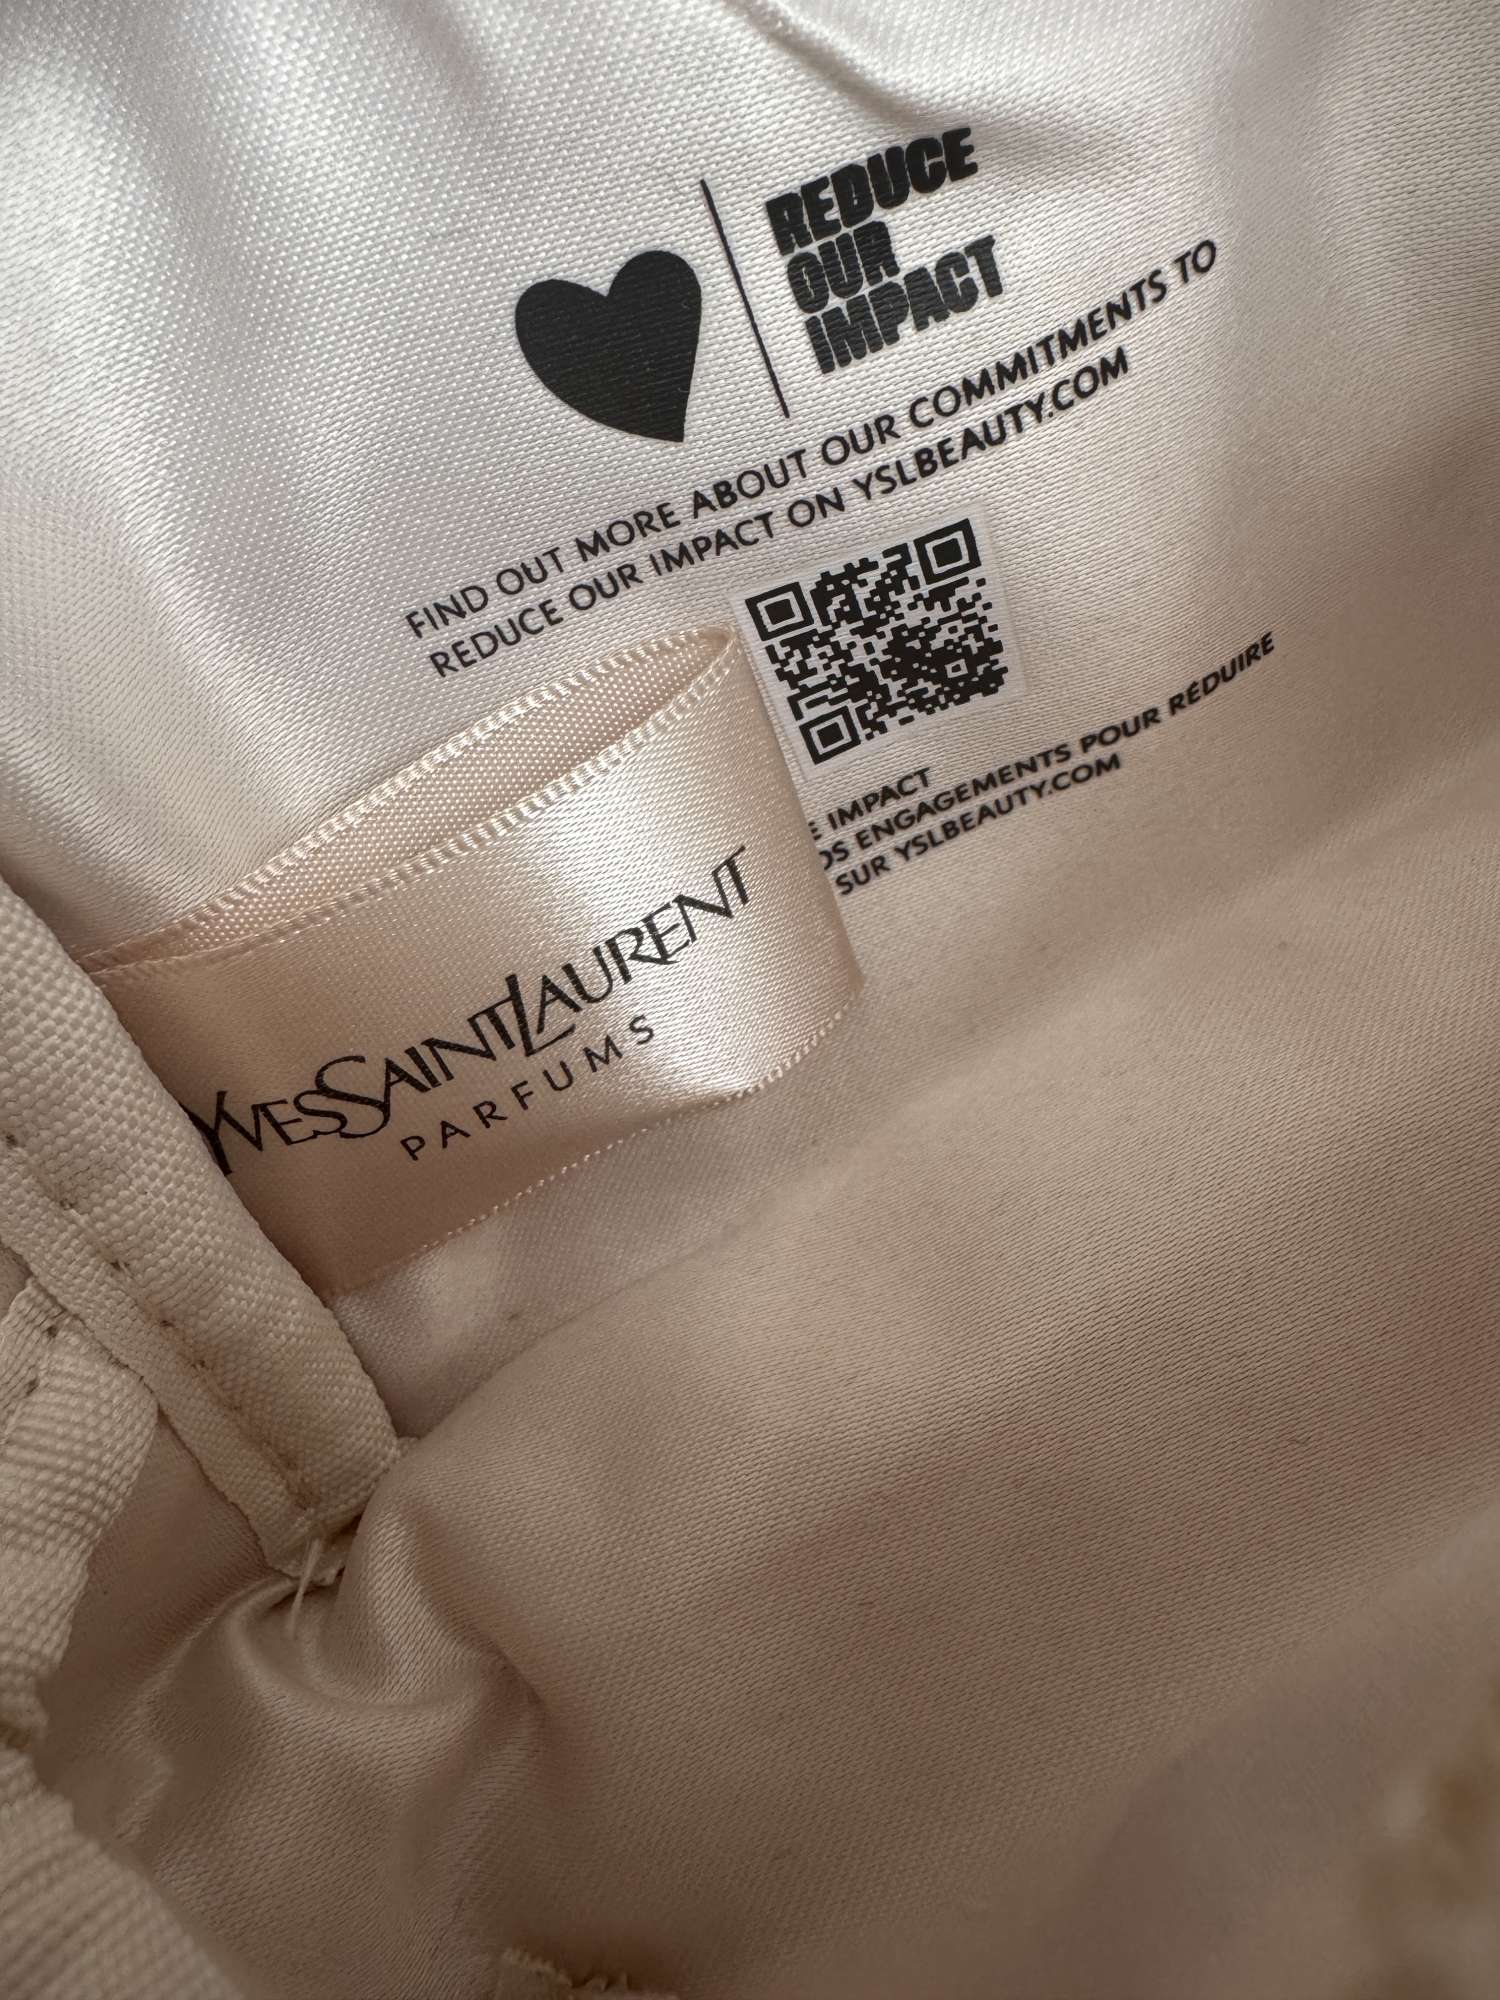 REDUCE
OUR
IMPACT
FIND OUT MORE ABOUT OUR COMMITMENTS TO
REDUCE OUR IMPACT ON YSLBEAUTY.COM
IMPACT
ENGAGEMENTS POUR RÉDUIRE
SUR YSLBEAUTY.COM
YVESSAINTLAURENT
PARFUMS